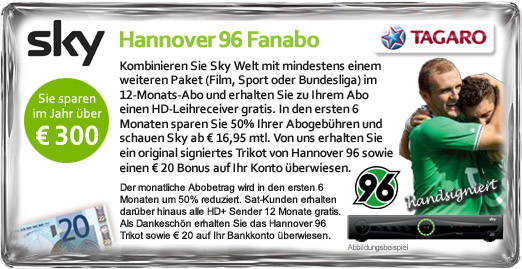 sky
Hannover 96 Fanabo
TAGARO
Sie sparen
im Jahr über
€ 300
Kombinieren Sie Sky Welt mit mindestens einem
weiteren Paket (Film, Sport oder Bundesliga) im
12-Monats-Abo und erhalten Sie zu Ihrem Abo
einen HD-Leihreceiver gratis. In den ersten 6
Monaten sparen Sie 50% Ihrer Abogebühren und
schauen Sky ab € 16,95 mtl. Von uns erhalten Sie
ein original signiertes Trikot von Hannover 96 sowie
einen € 20 Bonus auf Ihr Konto überwiesen.
Der monatliche Abobetrag wird in den ersten 6
Monaten um 50% reduziert. Sat-Kunden erhalten
darüber hinaus alle HD+ Sender 12 Monate gratis.
Als Dankeschön erhalten Sie das Hannover 96
Trikot sowie € 20 auf Ihr Bankkonto überwiesen.
20
96
Handsigniert
sky
Abbildungsbeispiel